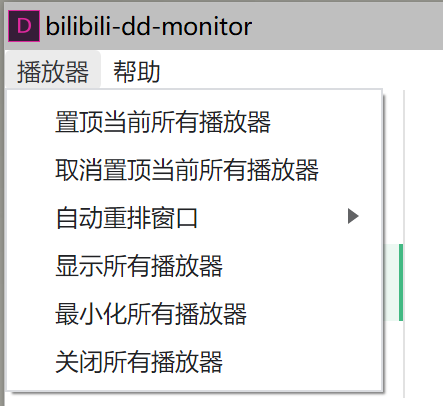 D bilibili-dd-monitor
播放器 帮助
置顶当前所有播放器
取消置顶当前所有播放器
自动重排窗口
显示所有播放器
最小化所有播放器
关闭所有播放器